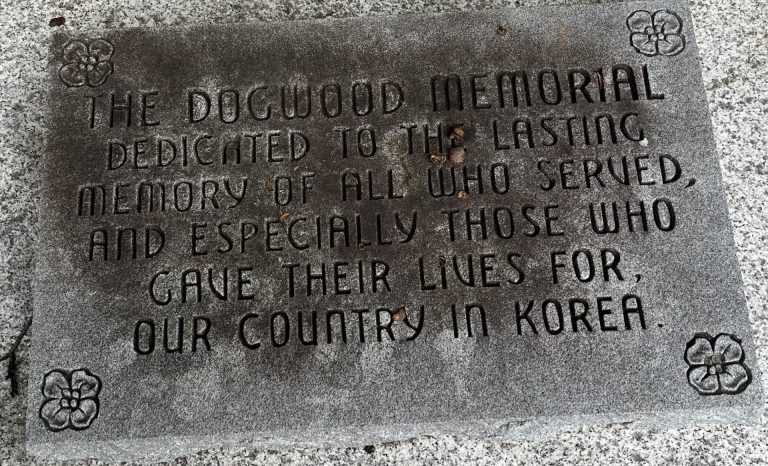 THE DOGWOOD MEMORIAL
DEDICATED TO THE LASTING
MEMORY OF ALL WHO SERVED,
AND ESPECIALLY THOSE WHO
GAVE THEIR LIVES FOR,
OUR COUNTRY IN KOREA.